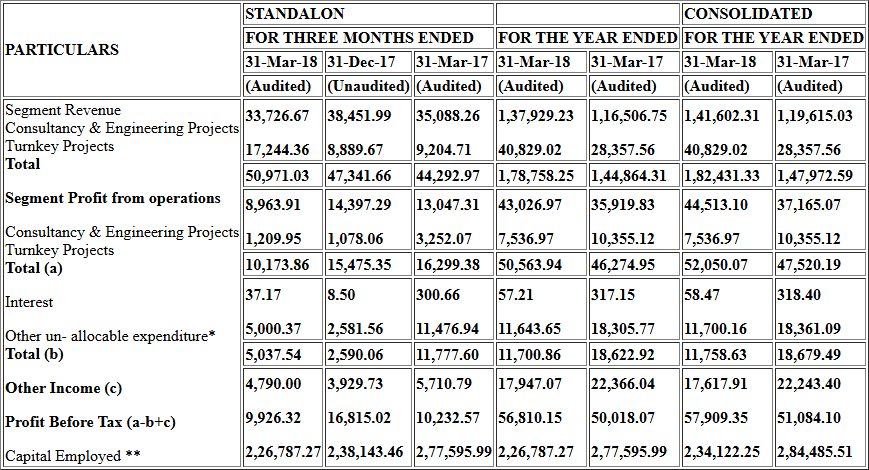 PARTICULARS STANDALON CONSOLIDATED
FOR THREE MONTHS ENDED FOR THE YEAR ENDED FOR THE YEAR ENDED
31-Mar-18 31-Dec-17 31-Mar-17 31-Mar-18 31-Mar-17 31-Mar-18 31-Mar-17
(Audited) (Unaudited) (Audited) (Audited) (Audited) (Audited) (Audited)
Segment Revenue
Consultancy & Engineering Projects 33,726.67 38,451.99 35,088.26 1,37,929.23 1,16,506.75 1,41,602.31 1,19,615.03
Turnkey Projects 17,244.36 8,889.67 9,204.71 40,829.02 28,357.56 40,829.02 28,357.56
Total 50,971.03 47,341.66 44,292.97 1,78,758.25 1,44,864.31 1,82,431.33 1,47,972.59
Segment Profit from operations
Consultancy & Engineering Projects 8,963.91 14,397.29 13,047.31 43,026.97 35,919.83 44,513.10 37,165.07
Turnkey Projects 1,209.95 1,078.06 3,252.07 7,536.97 10,355.12 7,536.97 10,355.12
Total (a) 10,173.86 15,475.35 16,299.38 50,563.94 46,274.95 52,050.07 47,520.19
Interest 37.17 8.50 300.66 57.21 317.15 58.47 318.40
Other un- allocable expenditure* 5,000.37 2,581.56 11,476.94 11,643.65 18,305.77 11,700.16 18,361.09
Total (b) 5,037.54 2,590.06 11,777.60 11,700.86 18,622.92 11,758.63 18,679.49
Other Income (c) 4,790.00 3,929.73 5,710.79 17,947.07 22,366.04 17,617.91 22,243.40
Profit Before Tax (a-b+c) 9,926.32 16,815.02 10,232.57 56,810.15 50,018.07 57,909.35 51,084.10
Capital Employed ** 2,26,787.27 2,38,143.46 2,77,595.99 2,26,787.27 2,77,595.99 2,34,122.25 2,84,485.51